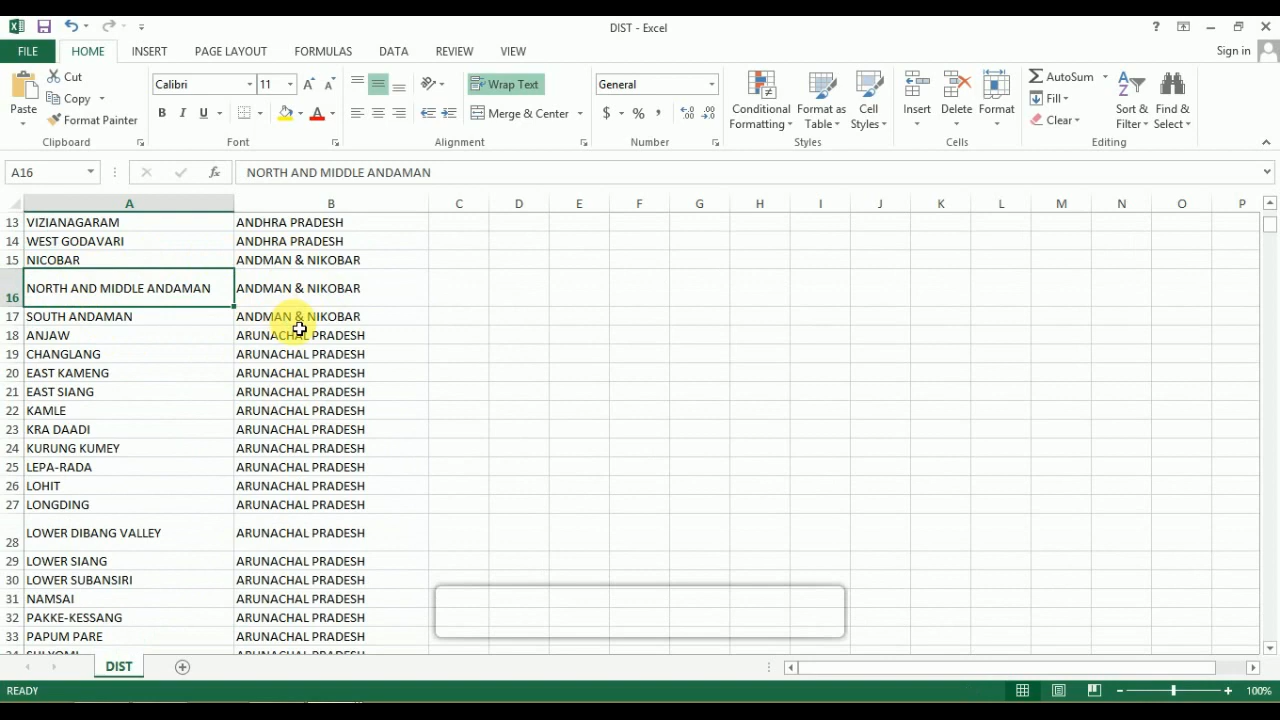 DIST - Excel
? 
Sign in
FILE HOME INSERT PAGE LAYOUT FORMULAS DATA REVIEW VIEW
Paste
Cut
Copy
Format Painter
Clipboard
Calibri 11
B I U
Font
Wrap Text
Merge & Center
Alignment
General
$ % ,
Number
Conditional Formatting
Format as Table
Cell Styles
Styles
Insert
Delete
Format
Cells
AutoSum
Fill
Clear
Sort & Filter
Find & Select
Editing
A16 fx NORTH AND MIDDLE ANDAMAN
A B C D E F G H I J K L M N O P
13 VIZIANAGARAM ANDHRA PRADESH
14 WEST GODAVARI ANDHRA PRADESH
15 NICOBAR ANDMAN & NIKOBAR
16 NORTH AND MIDDLE ANDAMAN ANDMAN & NIKOBAR
17 SOUTH ANDAMAN ANDMAN & NIKOBAR
18 ANJAW ARUNACHAL PRADESH
19 CHANGLANG ARUNACHAL PRADESH
20 EAST KAMENG ARUNACHAL PRADESH
21 EAST SIANG ARUNACHAL PRADESH
22 KAMLE ARUNACHAL PRADESH
23 KRA DAADI ARUNACHAL PRADESH
24 KURUNG KUMEY ARUNACHAL PRADESH
25 LEPA-RADA ARUNACHAL PRADESH
26 LOHIT ARUNACHAL PRADESH
27 LONGDING ARUNACHAL PRADESH
28 LOWER DIBANG VALLEY ARUNACHAL PRADESH
29 LOWER SIANG ARUNACHAL PRADESH
30 LOWER SUBANSIRI ARUNACHAL PRADESH
31 NAMSAI ARUNACHAL PRADESH
32 PAKKE-KESSANG ARUNACHAL PRADESH
33 PAPUM PARE ARUNACHAL PRADESH
DIST
READY
100%